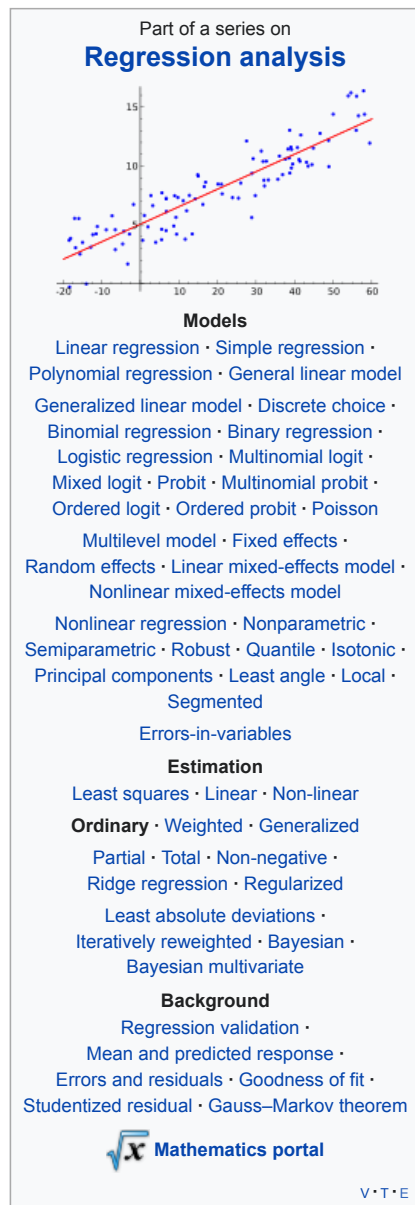 Part of a series on
Regression analysis
15
10
5
-20 -10 10 20 30 40 50 60
Models
Linear regression · Simple regression ·
Polynomial regression · General linear model
Generalized linear model · Discrete choice ·
Binomial regression · Binary regression ·
Logistic regression · Multinomial logit ·
Mixed logit · Probit · Multinomial probit ·
Ordered logit · Ordered probit · Poisson
Multilevel model · Fixed effects ·
Random effects · Linear mixed-effects model ·
Nonlinear mixed-effects model
Nonlinear regression · Nonparametric ·
Semiparametric · Robust · Quantile · Isotonic ·
Principal components · Least angle · Local ·
Segmented
Errors-in-variables
Estimation
Least squares · Linear · Non-linear
Ordinary · Weighted · Generalized
Partial · Total · Non-negative ·
Ridge regression · Regularized
Least absolute deviations ·
Iteratively reweighted · Bayesian ·
Bayesian multivariate
Background
Regression validation ·
Mean and predicted response ·
Errors and residuals · Goodness of fit ·
Studentized residual · Gauss–Markov theorem
√x Mathematics portal
V · T · E